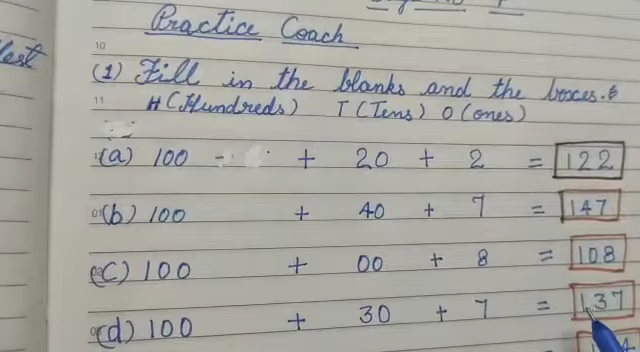 Practice Coach
(1) Fill in the blanks and the boxes.
H (Hundreds) T (Tens) O (ones)
(a) 100 + 20 + 2 = 122
(b) 100 + 40 + 7 = 147
(c) 100 + 00 + 8 = 108
(d) 100 + 30 + 7 = 137